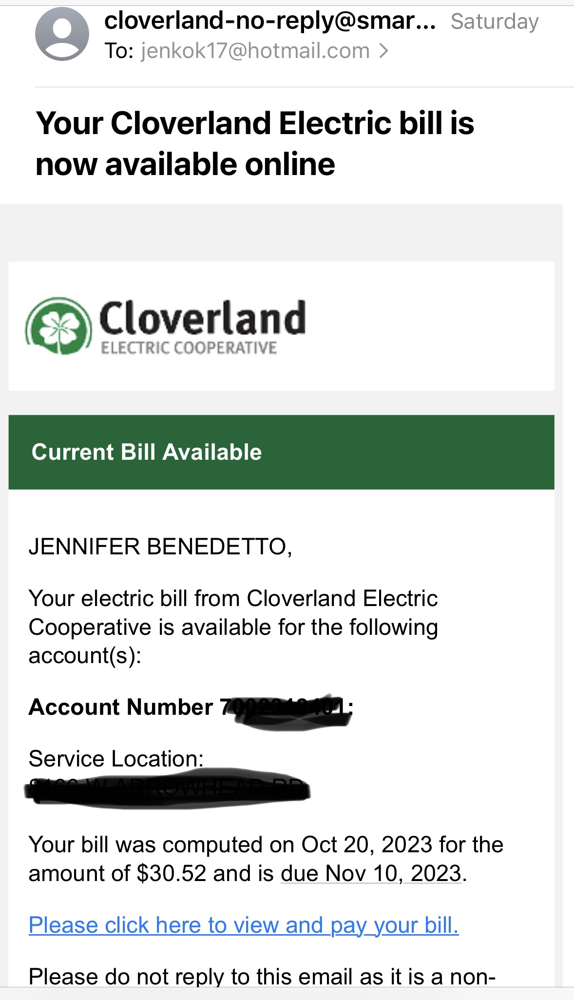 cloverland-no-reply@smar... Saturday
To: jenkok17@hotmail.com >
Your Cloverland Electric bill is
now available online
Cloverland
ELECTRIC COOPERATIVE
Current Bill Available
JENNIFER BENEDETTO,
Your electric bill from Cloverland Electric
Cooperative is available for the following
account(s):
Account Number
Service Location:
Your bill was computed on Oct 20, 2023 for the
amount of $30.52 and is due Nov 10, 2023.
Please click here to view and pay your bill.
Please do not reply to this email as it is a non-